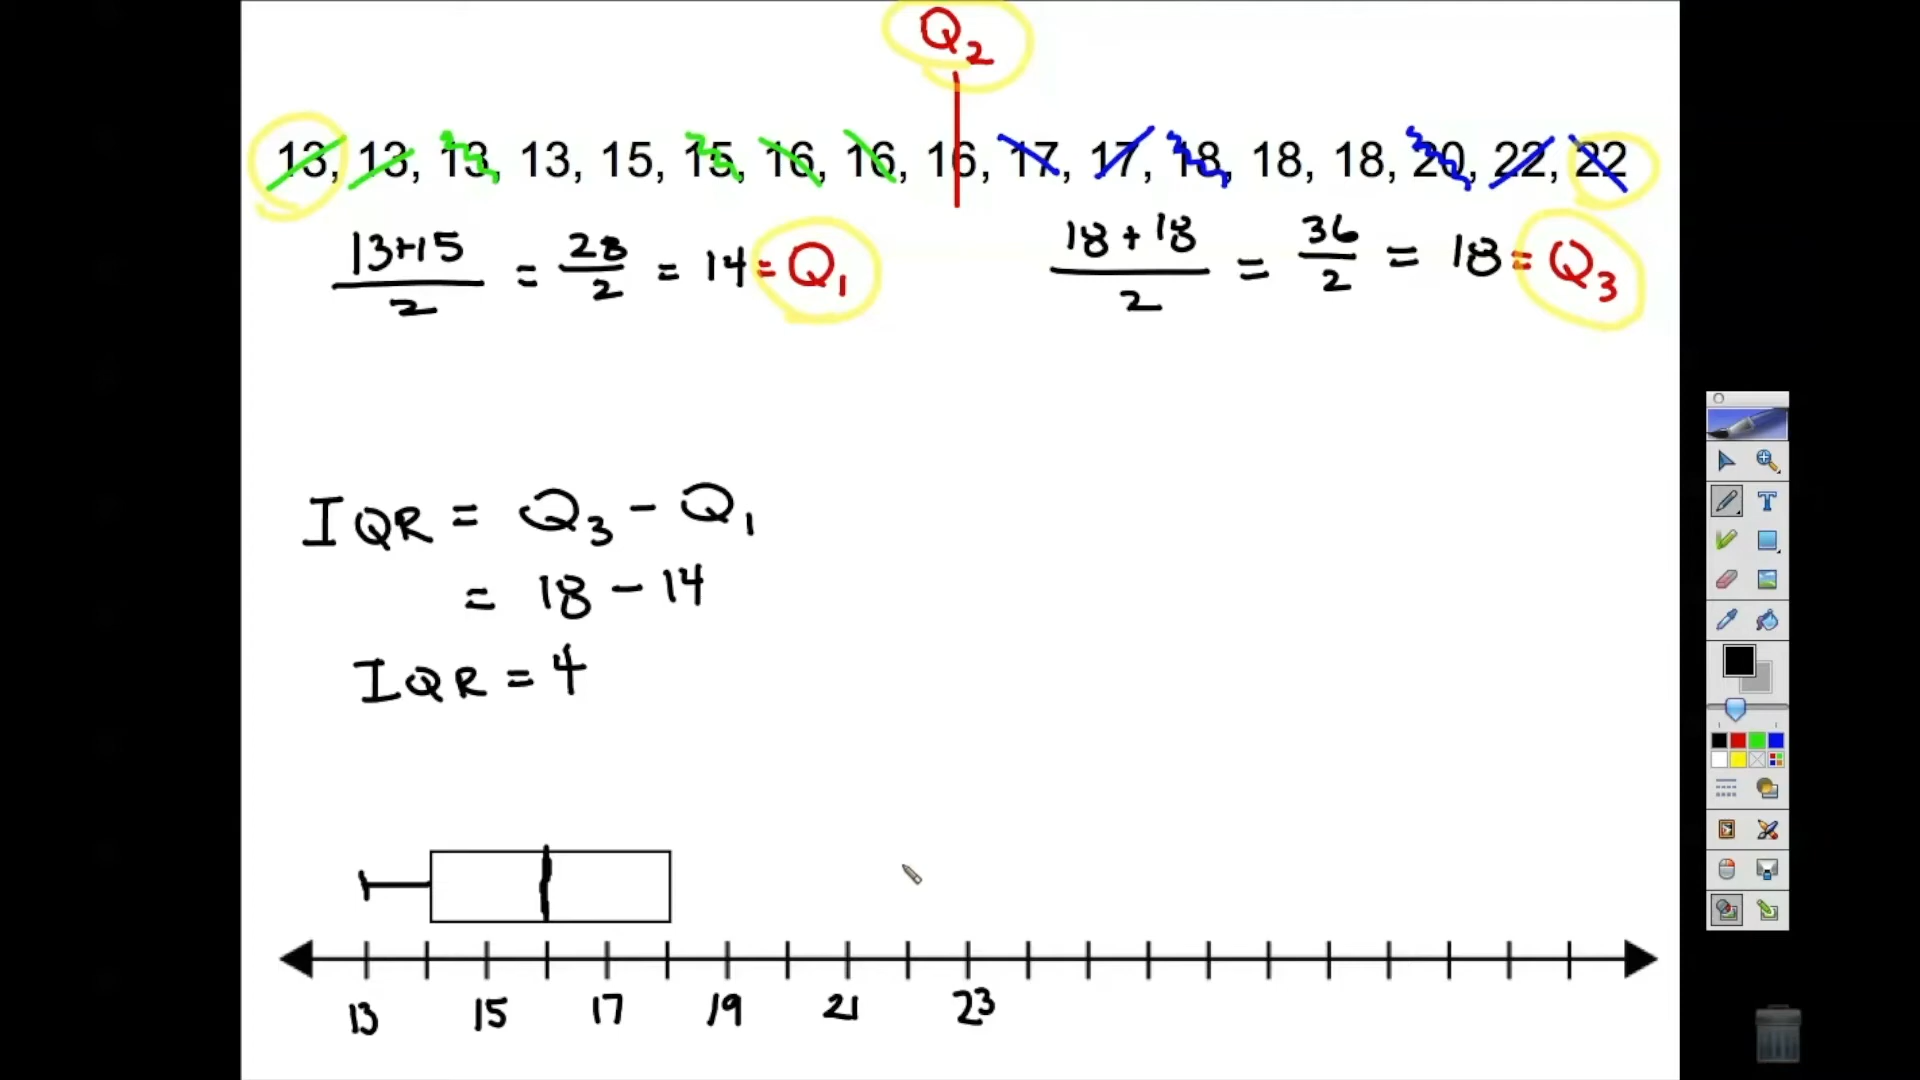 Q2
13, 13, 13, 13, 15, 15, 16, 16, 16, 17, 17, 18, 18, 18, 20, 22, 22
13+15/2 = 28/2 = 14 = Q1
18+18/2 = 36/2 = 18 = Q3
IQR = Q3 - Q1
= 18 - 14
IQR = 4
13 15 17 19 21 23